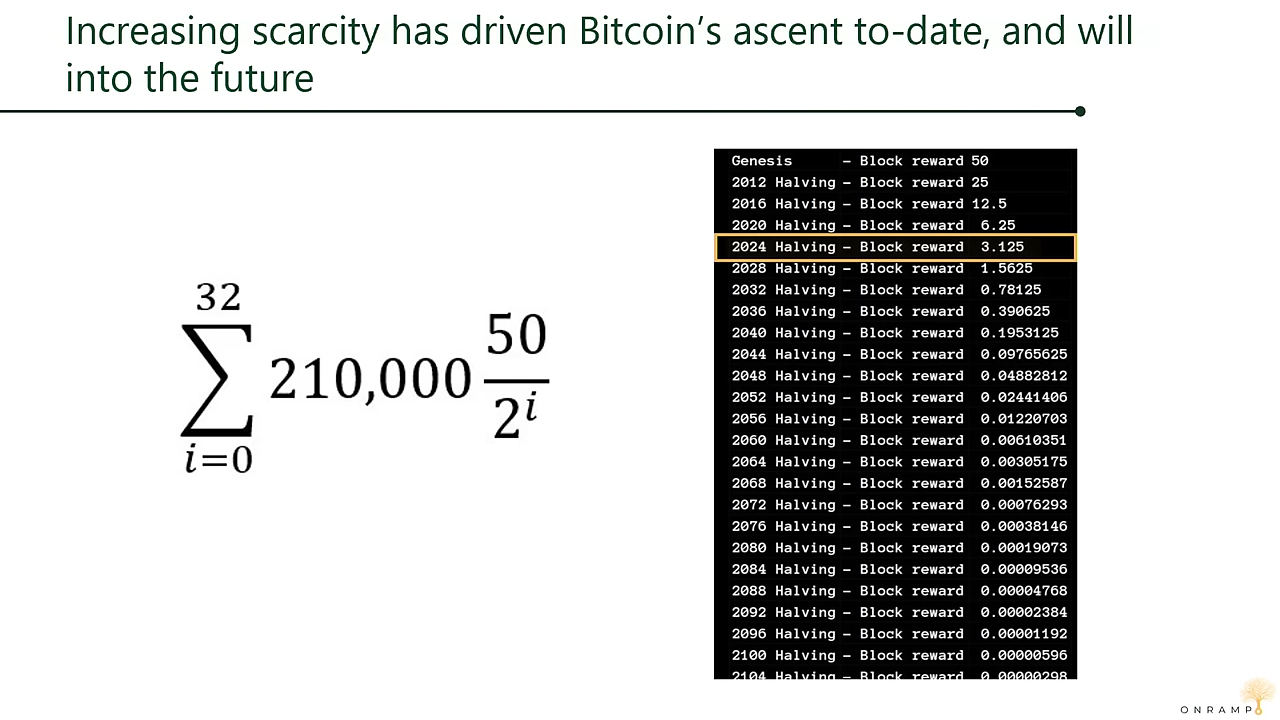 Increasing scarcity has driven Bitcoin’s ascent to-date, and will
into the future
32
∑ 210,000 50/2^i
i=0
Genesis – Block reward 50
2012 Halving – Block reward 25
2016 Halving – Block reward 12.5
2020 Halving – Block reward 6.25
2024 Halving – Block reward 3.125
2028 Halving – Block reward 1.5625
2032 Halving – Block reward 0.78125
2036 Halving – Block reward 0.390625
2040 Halving – Block reward 0.1953125
2044 Halving – Block reward 0.09765625
2048 Halving – Block reward 0.04882812
2052 Halving – Block reward 0.02441406
2056 Halving – Block reward 0.01220703
2060 Halving – Block reward 0.00610351
2064 Halving – Block reward 0.00305175
2068 Halving – Block reward 0.00152587
2072 Halving – Block reward 0.00076293
2076 Halving – Block reward 0.00038146
2080 Halving – Block reward 0.00019073
2084 Halving – Block reward 0.00009536
2088 Halving – Block reward 0.00004768
2092 Halving – Block reward 0.00002384
2096 Halving – Block reward 0.00001192
2100 Halving – Block reward 0.00000596
2104 Halving – Block reward 0.00000298
ONRAMP